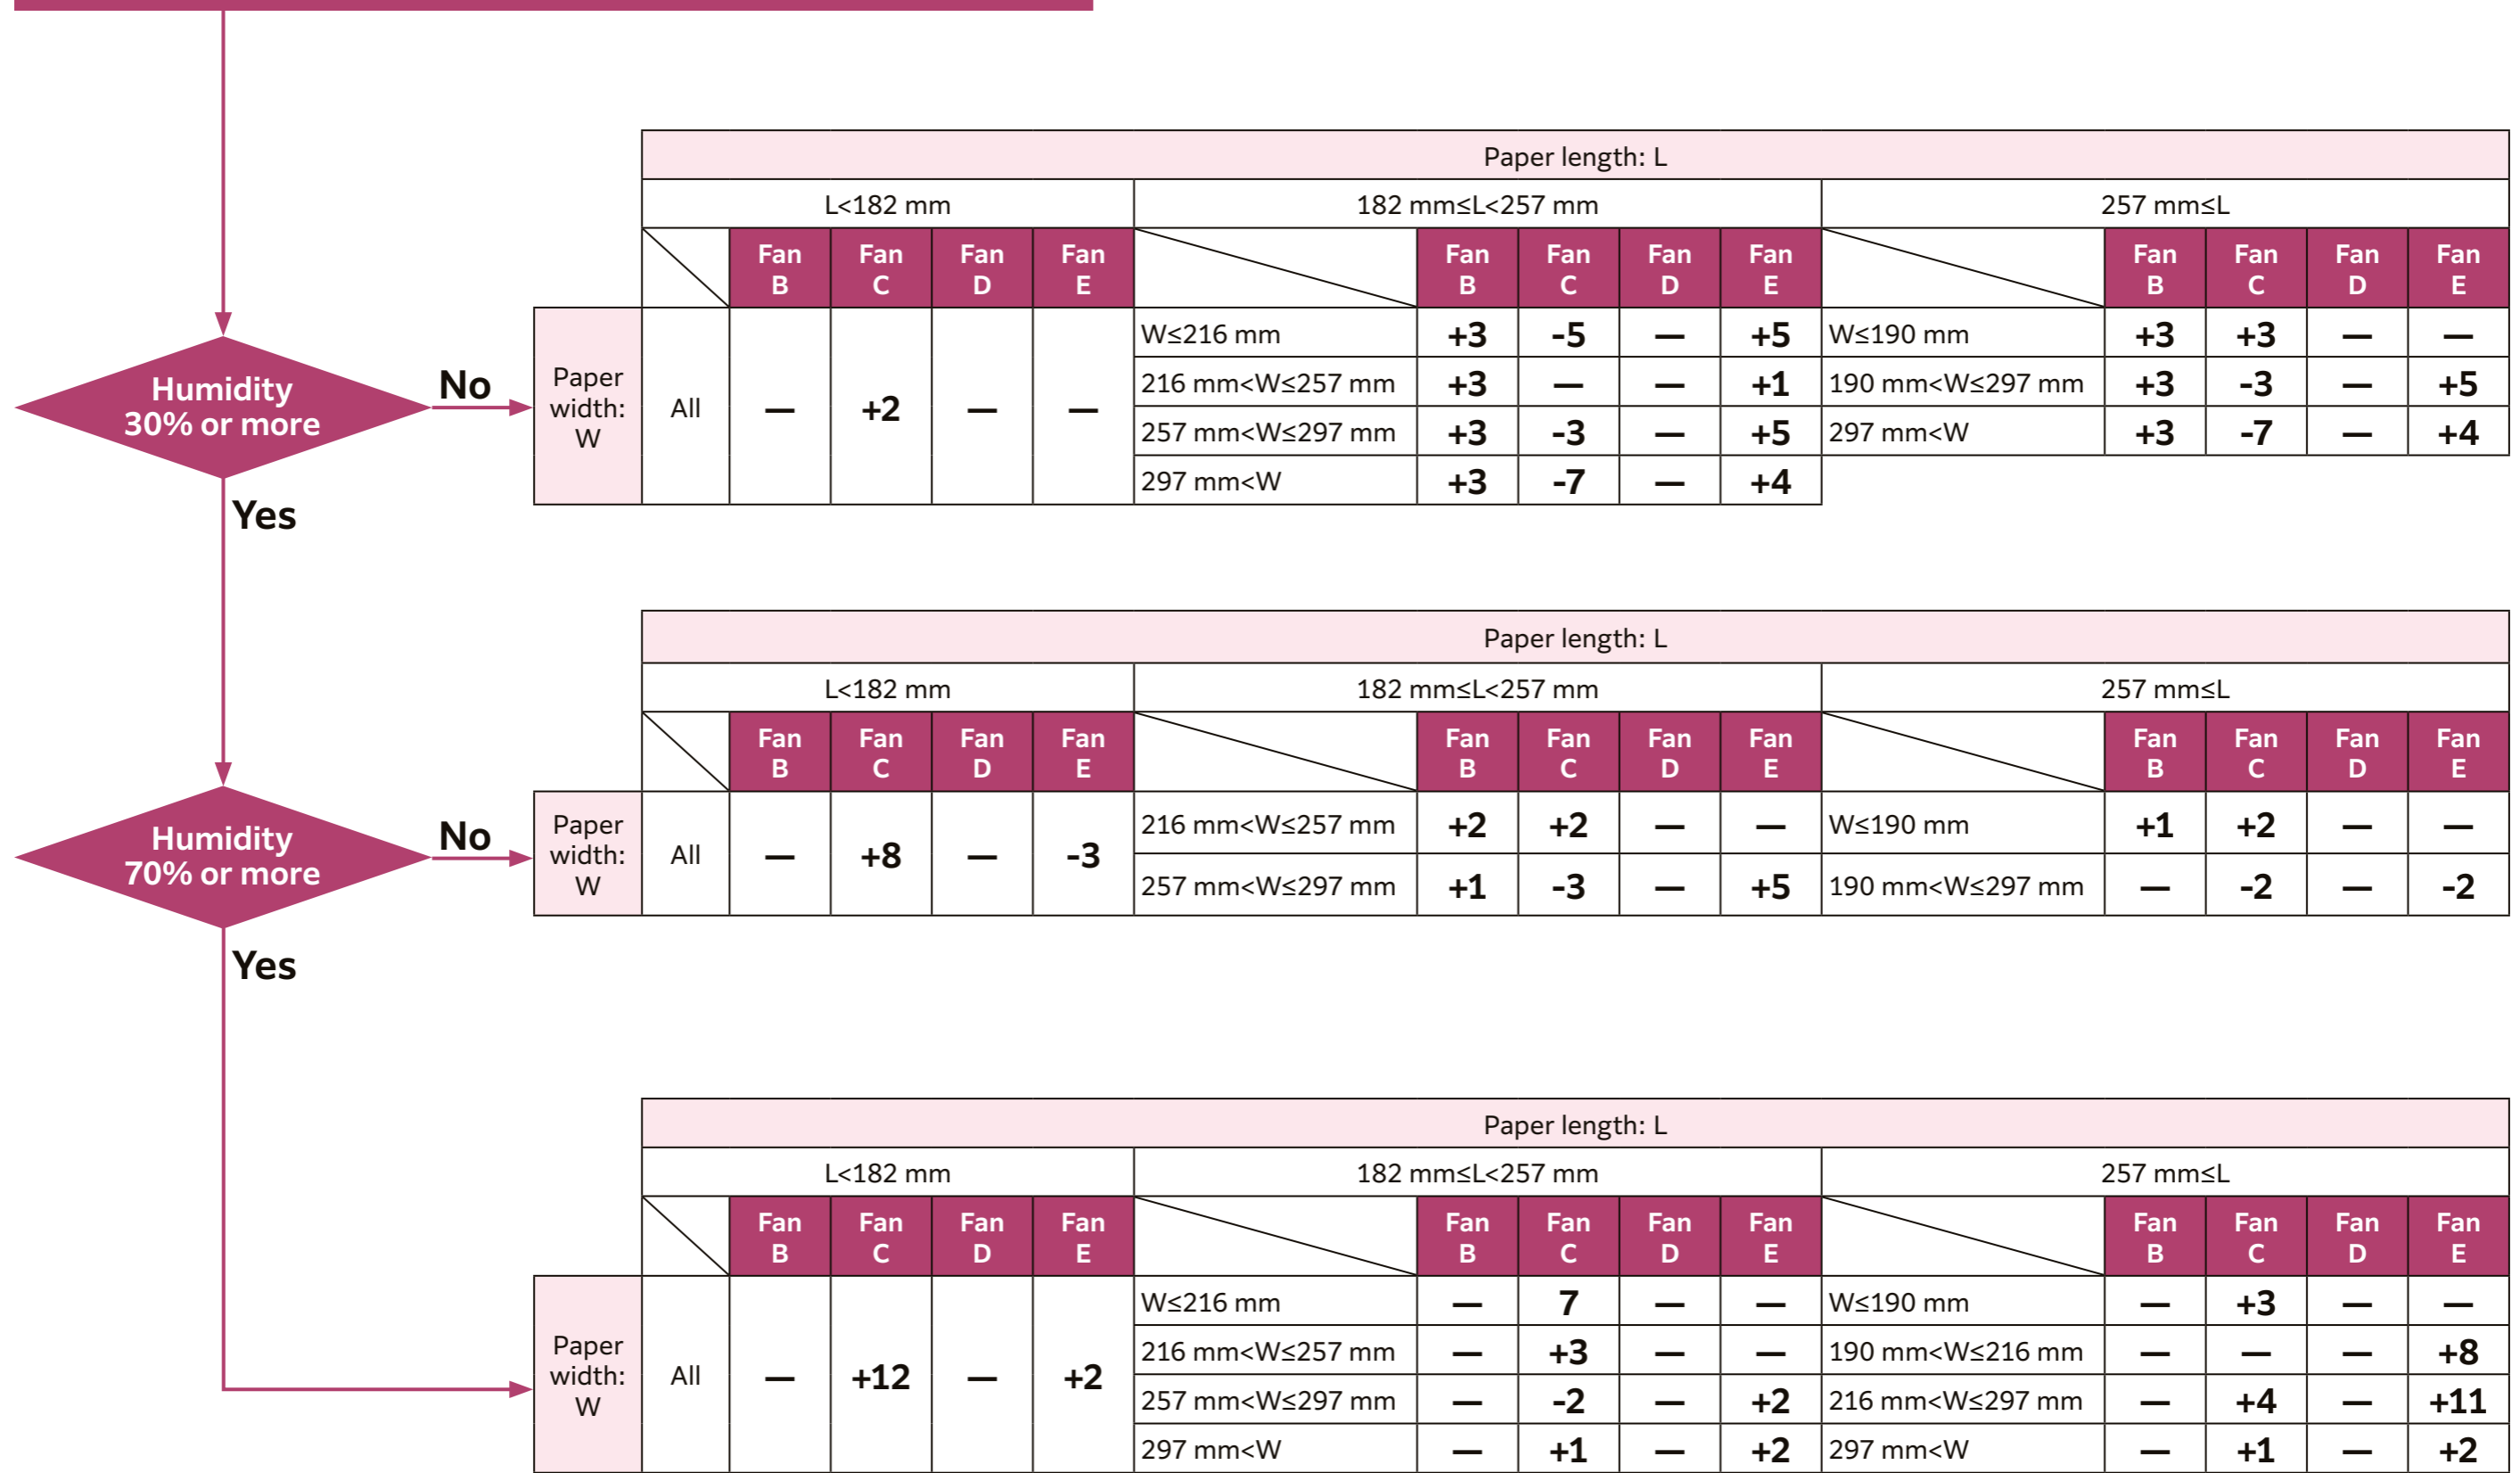 Paper length: L
L<182 mm 182 mm≤L<257 mm 257 mm≤L
Fan B Fan C Fan D Fan E Fan B Fan C Fan D Fan E Fan B Fan C Fan D Fan E
Humidity
30% or more
No
Yes
Paper
width:
W
All — +2 — —
W≤216 mm +3 -5 — +5 W≤190 mm +3 +3 — —
216 mm<W≤257 mm +3 — — +1 190 mm<W≤297 mm +3 -3 — +5
257 mm<W≤297 mm +3 -3 — +5 297 mm<W +3 -7 — +4
297 mm<W +3 -7 — +4
Paper length: L
L<182 mm 182 mm≤L<257 mm 257 mm≤L
Fan B Fan C Fan D Fan E Fan B Fan C Fan D Fan E Fan B Fan C Fan D Fan E
Humidity
70% or more
No
Yes
Paper
width:
W
All — +8 — -3
216 mm<W≤257 mm +2 +2 — — W≤190 mm +1 +2 — —
257 mm<W≤297 mm +1 -3 — +5 190 mm<W≤297 mm — -2 — -2
Paper length: L
L<182 mm 182 mm≤L<257 mm 257 mm≤L
Fan B Fan C Fan D Fan E Fan B Fan C Fan D Fan E Fan B Fan C Fan D Fan E
Paper
width:
W
All — +12 — +2
W≤216 mm — 7 — — W≤190 mm — +3 — —
216 mm<W≤257 mm — +3 — — 190 mm<W≤216 mm — — — +8
257 mm<W≤297 mm — -2 — +2 216 mm<W≤297 mm — +4 — +11
297 mm<W — +1 — +2 297 mm<W — +1 — +2